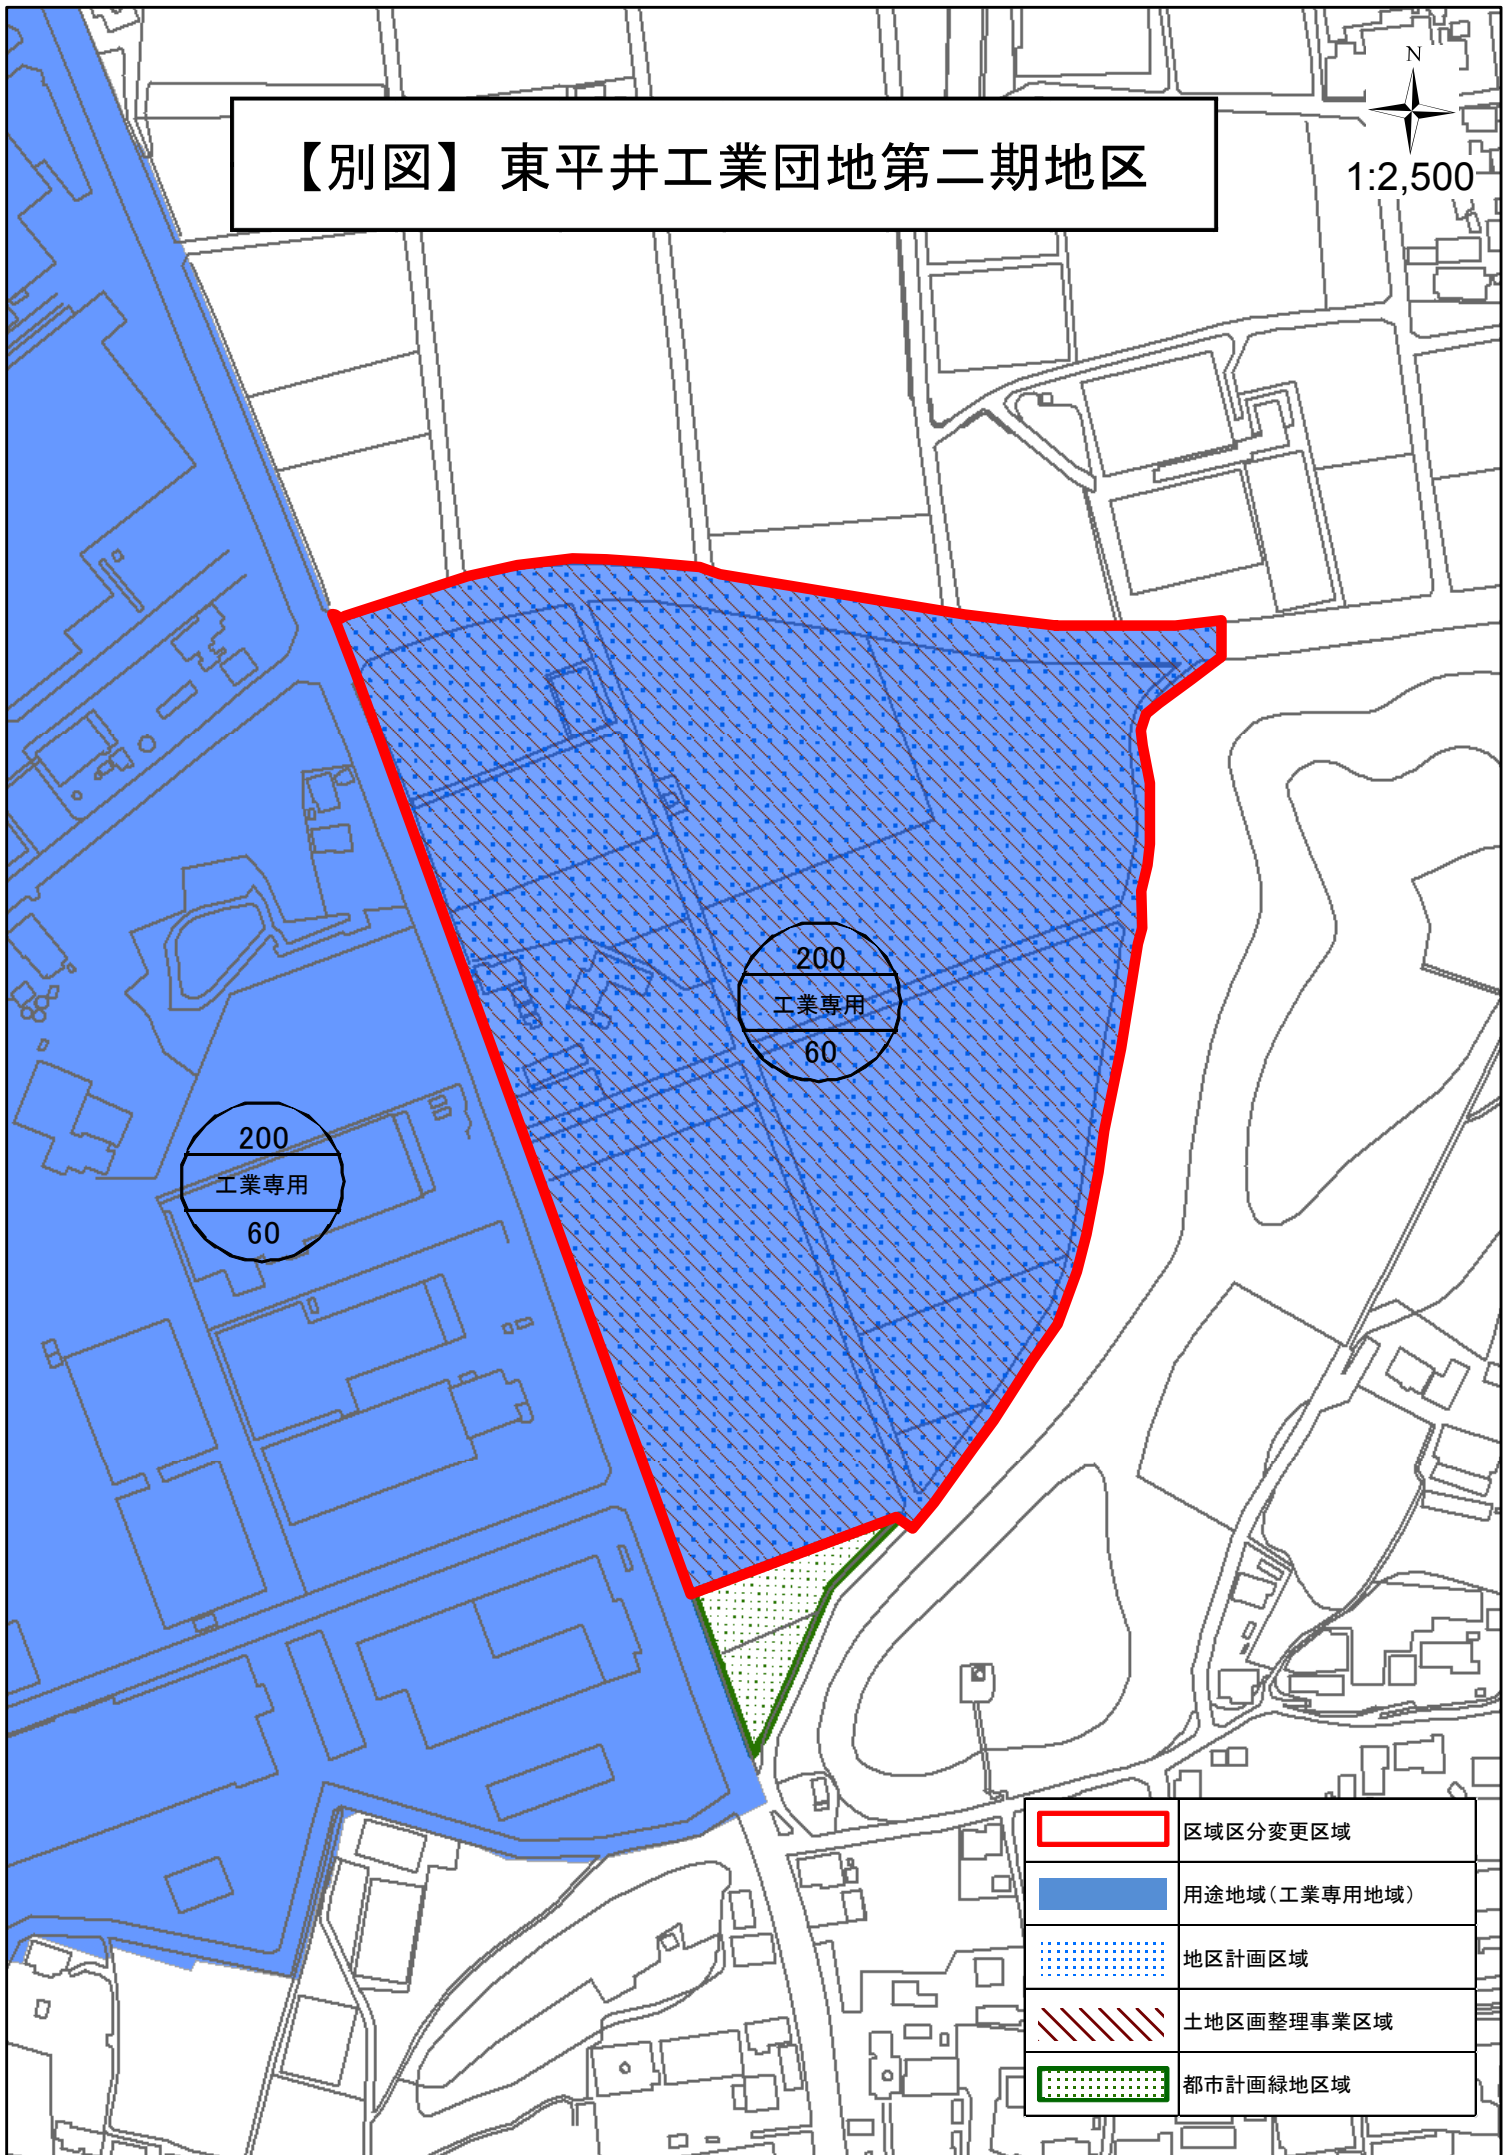 N
1:2,500
【別図】 東平井工業団地第二期地区
200
工業専用
60
200
工業専用
60
区域区分変更区域
用途地域（工業専用地域）
地区計画区域
土地区画整理事業区域
都市計画緑地区域